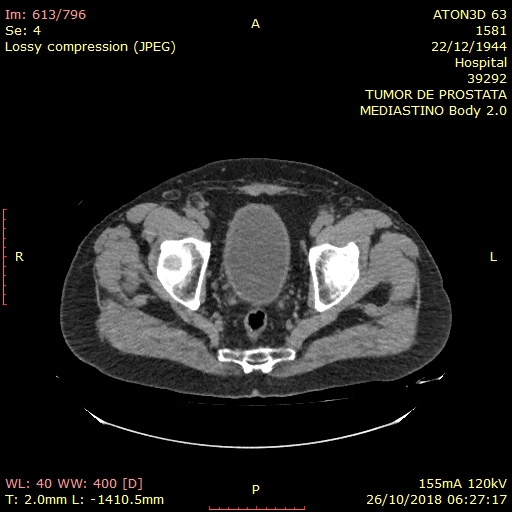 Im: 613/796
Se: 4
Lossy compression (JPEG)
A
ATON3D 63
1581
22/12/1944
Hospital
39292
TUMOR DE PROSTATA
MEDIASTINO Body 2.0
R
L
WL: 40 WW: 400 [D]
T: 2.0mm L: -1410.5mm
P
155mA 120kV
26/10/2018 06:27:17